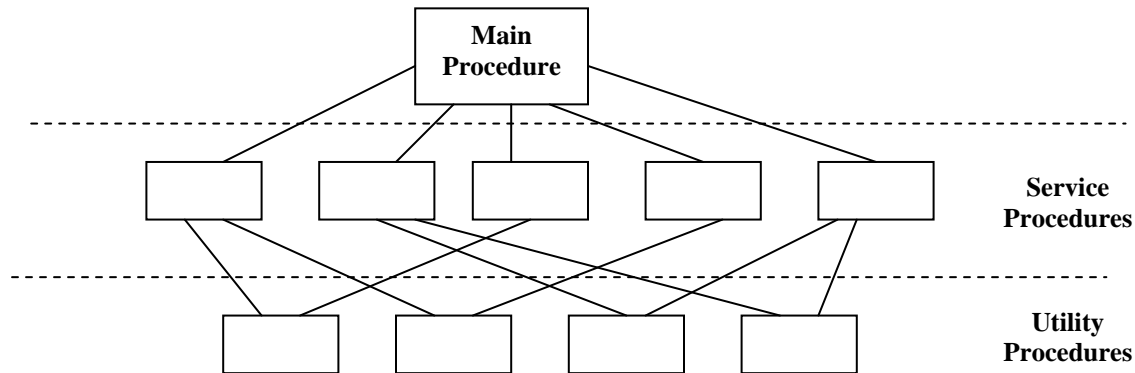 Main
Procedure
Service
Procedures
Utility
Procedures